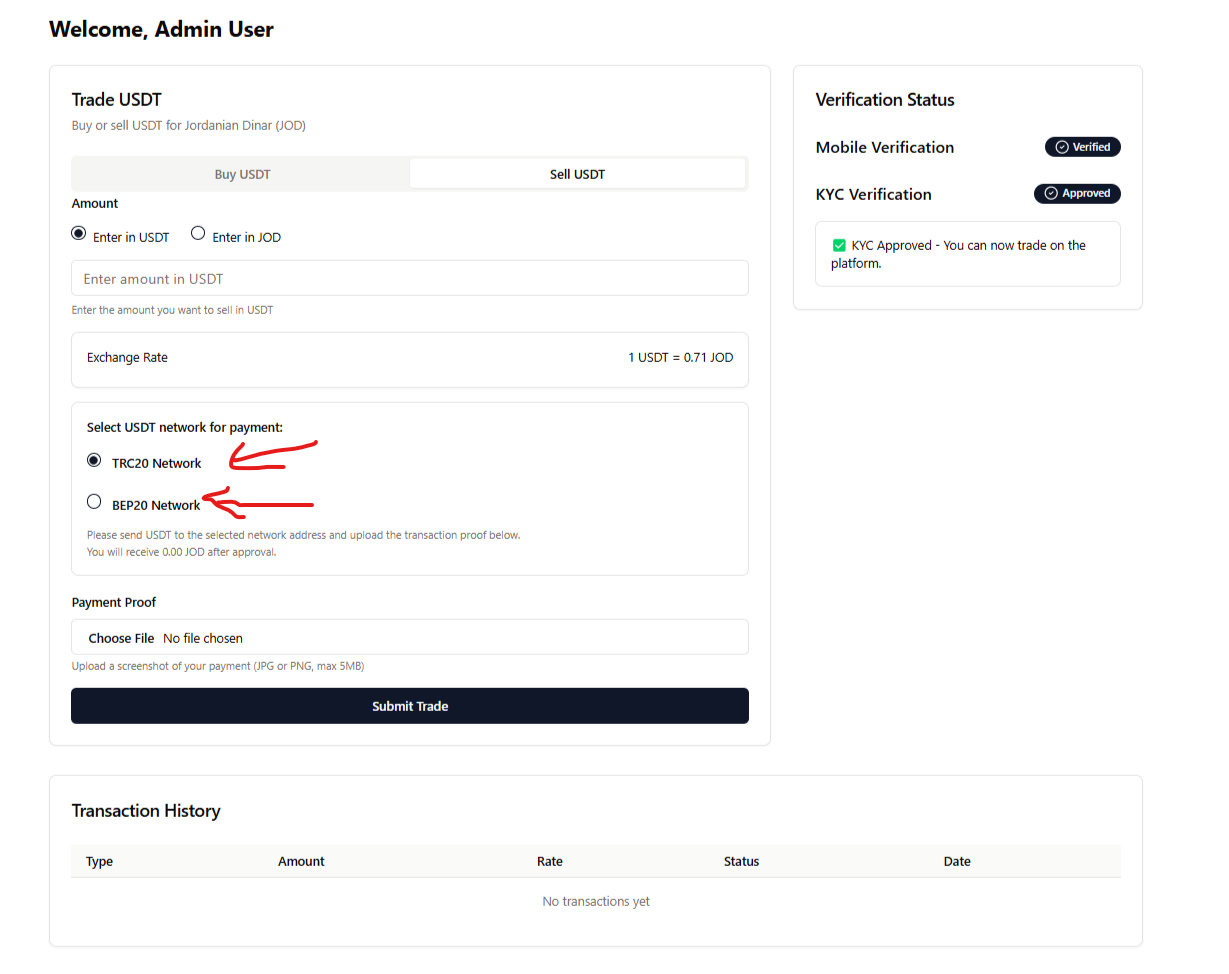 Welcome, Admin User
Trade USDT
Buy or sell USDT for Jordanian Dinar (JOD)
Buy USDT
Sell USDT
Amount
Enter in USDT
Enter in JOD
Enter amount in USDT
Enter the amount you want to sell in USDT
Exchange Rate
1 USDT = 0.71 JOD
Select USDT network for payment:
TRC20 Network
BEP20 Network
Please send USDT to the selected network address and upload the transaction proof below.
You will receive 0.00 JOD after approval.
Payment Proof
Choose File No file chosen
Upload a screenshot of your payment (JPG or PNG, max 5MB)
Submit Trade
Verification Status
Mobile Verification
Verified
KYC Verification
Approved
✅ KYC Approved - You can now trade on the
platform.
Transaction History
Type Amount Rate Status Date
No transactions yet